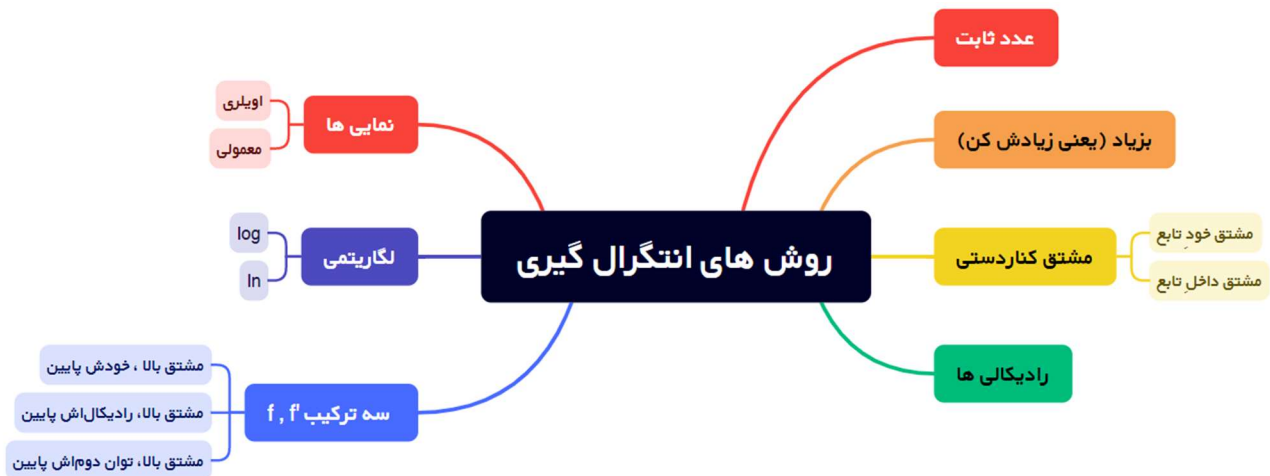 روش های انتگرال گیری
عدد ثابت
بزیاد (یعنی زیادش کن)
مشتق کناردستی
مشتق خودِ تابع
مشتق داخلِ تابع
رادیکالی ها
نمایی ها
اویلری
معمولی
لگاریتمی
log
ln
سه ترکیب f , f'
مشتق بالا ، خودش پایین
مشتق بالا، رادیکال‌اش پایین
مشتق بالا، توان دوم‌اش پایین